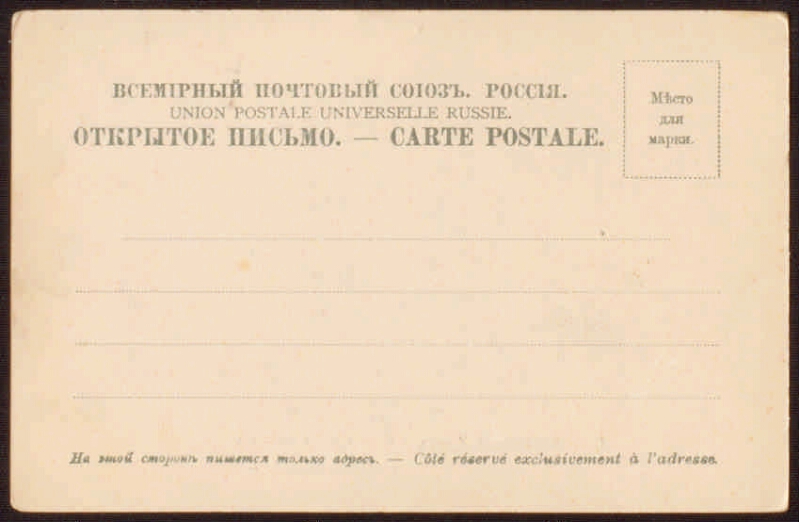 ВСЕМІРНЫЙ ПОЧТОВЫЙ СОЮЗЪ. РОССІЯ.
UNION POSTALE UNIVERSELLE RUSSIE.
ОТКРЫТОЕ ПИСЬМО. — CARTE POSTALE.
Мѣсто
для
марки.
На этой сторонѣ пишется только адресъ. — Côté réservé exclusivement à l'adresse.